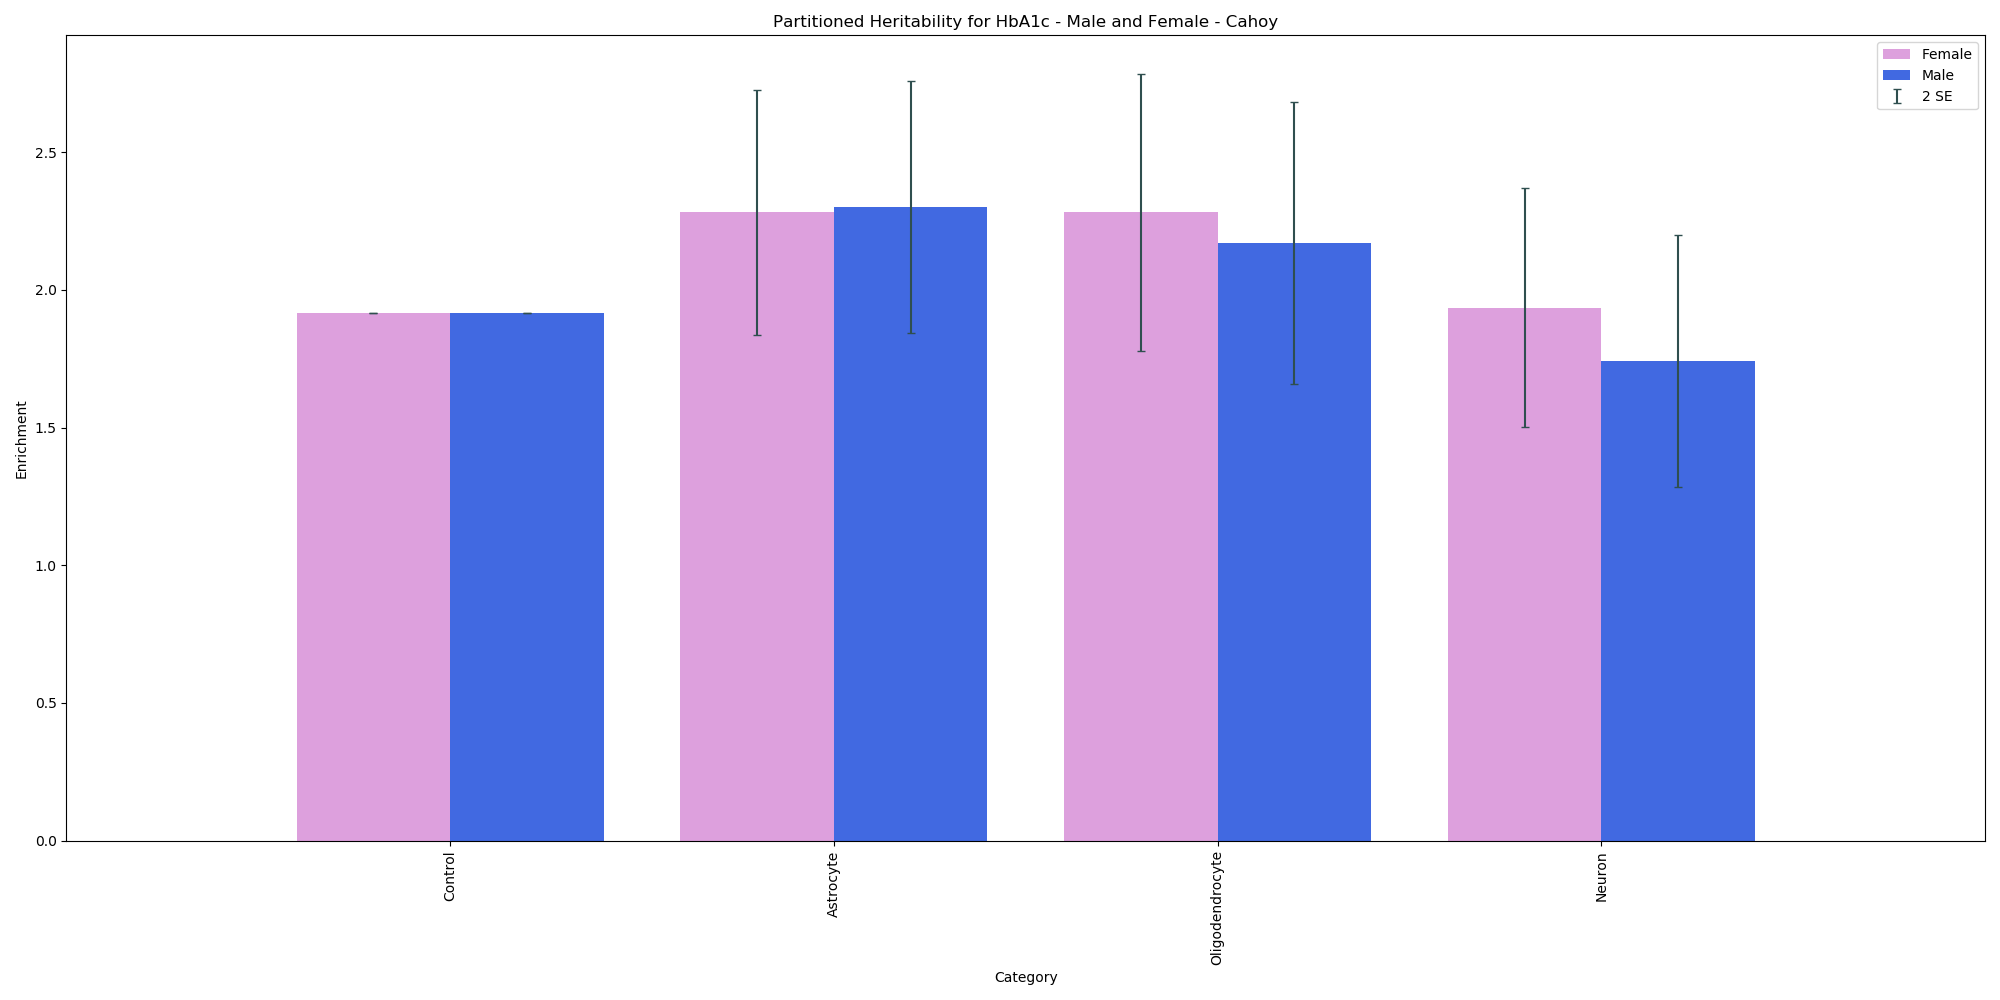 Partitioned Heritability for HbA1c - Male and Female - Cahoy
Female
Male
2 SE
2.5
2.0
1.5
1.0
0.5
0.0
Enrichment
Control
Astrocyte
Oligodendrocyte
Neuron
Category